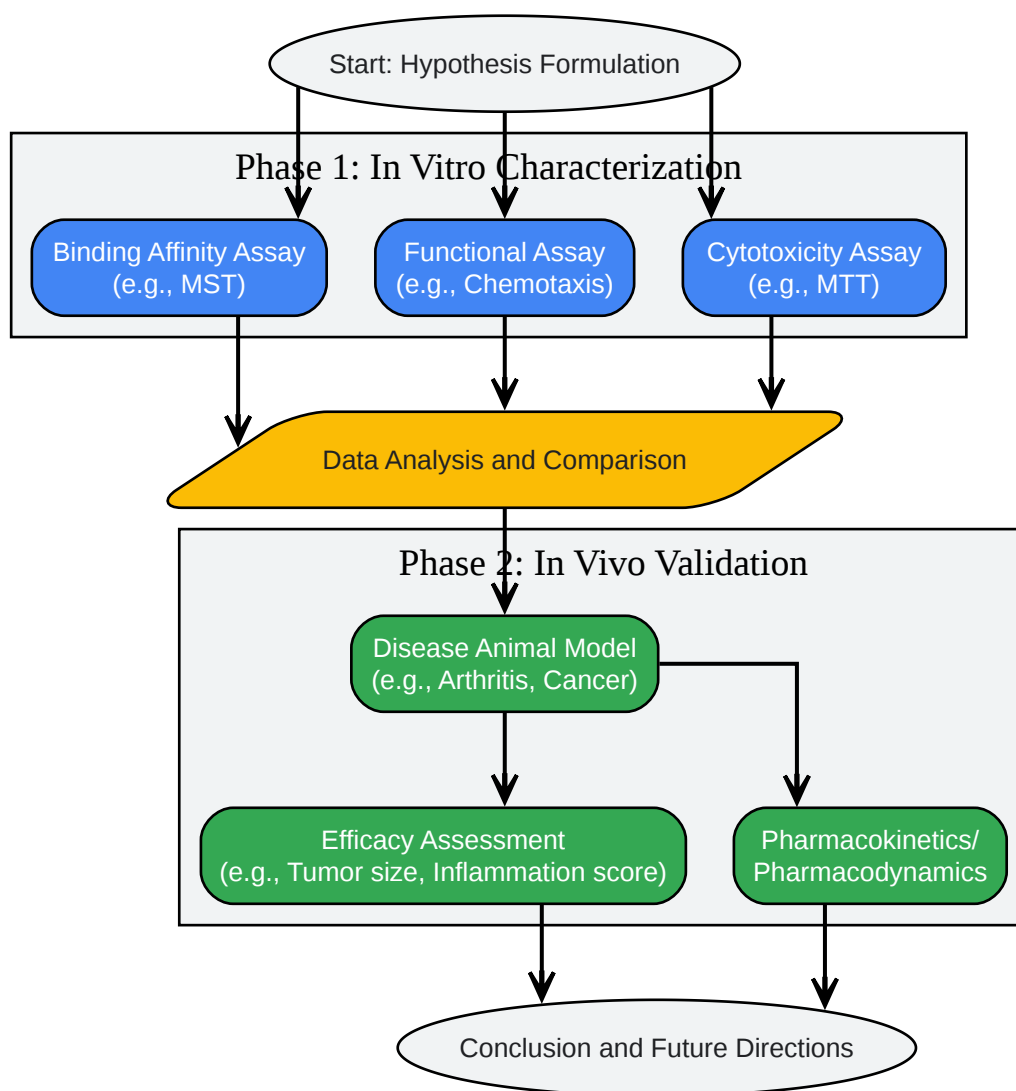 Start: Hypothesis Formulation
Phase 1: In Vitro Characterization
Binding Affinity Assay
(e.g., MST)
Functional Assay
(e.g., Chemotaxis)
Cytotoxicity Assay
(e.g., MTT)
Data Analysis and Comparison
Phase 2: In Vivo Validation
Disease Animal Model
(e.g., Arthritis, Cancer)
Efficacy Assessment
(e.g., Tumor size, Inflammation score)
Pharmacokinetics/
Pharmacodynamics
Conclusion and Future Directions